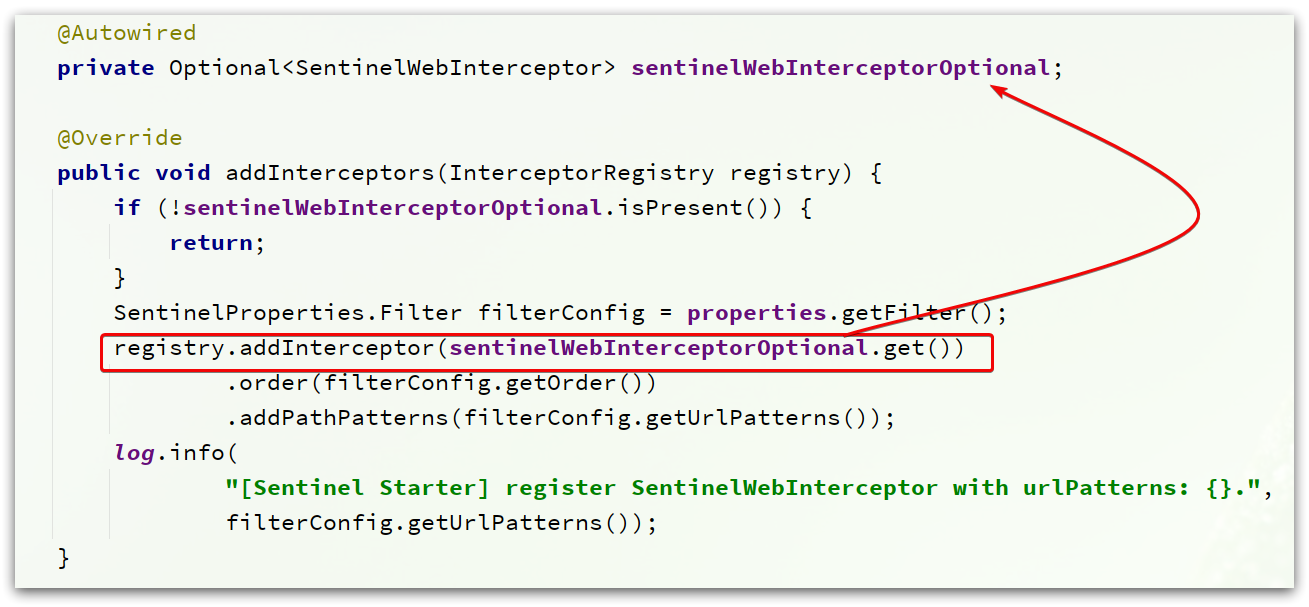 @Autowired
private Optional<SentinelWebInterceptor> sentinelWebInterceptorOptional;
@Override
public void addInterceptors(InterceptorRegistry registry) {
if (!sentinelWebInterceptorOptional.isPresent()) {
return;
}
SentinelProperties.Filter filterConfig = properties.getFilter();
registry.addInterceptor(sentinelWebInterceptorOptional.get())
.order(filterConfig.getOrder())
.addPathPatterns(filterConfig.getUrlPatterns());
log.info(
"[Sentinel Starter] register SentinelWebInterceptor with urlPatterns: {}.",
filterConfig.getUrlPatterns());
}